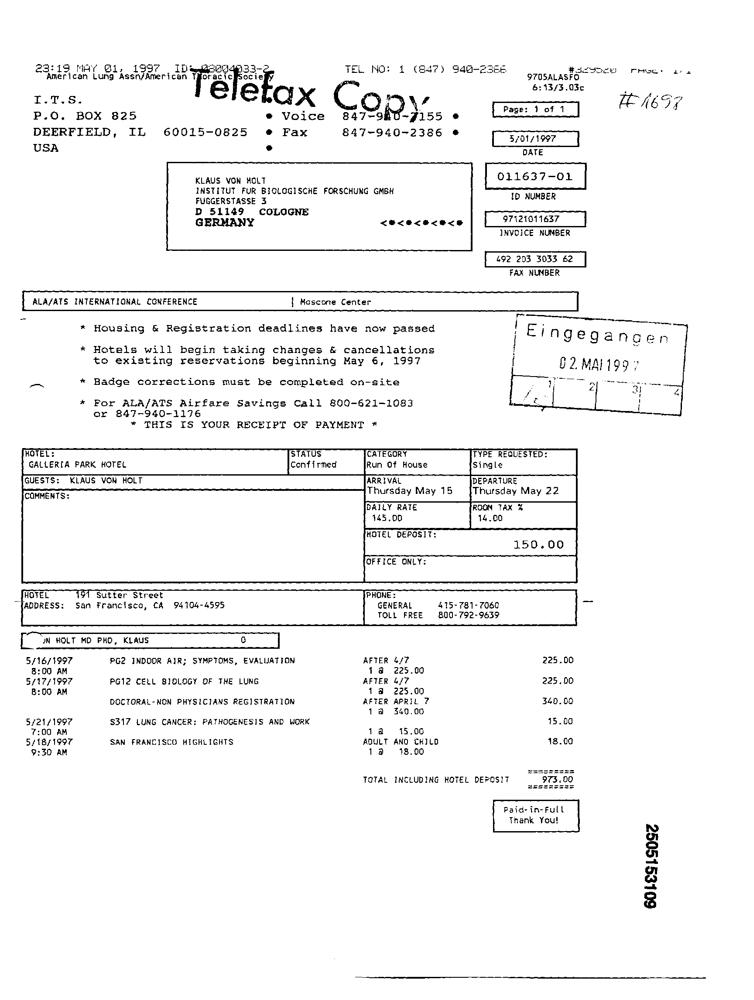 23:19 MAY 01, 1997 TEL NO: 1 (847) 940-2366
American Lung Assn/American Thoracic Society 9705ALASFO
Telefax Copy 6:13/3.03c
#1698
I.T.S.
P.O. BOX 825 • Voice 847-940-7155 • Page: 1 of 1
DEERFIELD, IL 60015-0825 • Fax 847-940-2386 •
USA •
5/01/1997
DATE
011637-01
ID NUMBER
KLAUS VON HOLT
INSTITUT FUR BIOLOGISCHE FORSCHUNG GMBH
FUGGERSTASSE 3
D 51149 COLOGNE
GERMANY <•<•<•<•<•
97121011637
INVOICE NUMBER
492 203 3033 62
FAX NUMBER
ALA/ATS INTERNATIONAL CONFERENCE | Moscone Center
* Housing & Registration deadlines have now passed
* Hotels will begin taking changes & cancellations
to existing reservations beginning May 6, 1997
* Badge corrections must be completed on-site
* For ALA/ATS Airfare Savings Call 800-621-1083
or 847-940-1176
* THIS IS YOUR RECEIPT OF PAYMENT *
Eingegangen
02. MAI 1997
1 2 3 4
HOTEL: STATUS CATEGORY TYPE REQUESTED:
GALLERIA PARK HOTEL Confirmed Run Of House Single
GUESTS: KLAUS VON HOLT ARRIVAL DEPARTURE
Thursday May 15 Thursday May 22
COMMENTS:
DAILY RATE ROOM TAX %
145.00 14.00
HOTEL DEPOSIT:
150.00
OFFICE ONLY:
HOTEL 191 Sutter Street PHONE:
ADDRESS: San Francisco, CA 94104-4595 GENERAL 415-781-7060
TOLL FREE 800-792-9639
ON HOLT MD PHD, KLAUS 0
5/16/1997 PG2 INDOOR AIR; SYMPTOMS, EVALUATION AFTER 4/7 225.00
8:00 AM 1 @ 225.00
5/17/1997 PG12 CELL BIOLOGY OF THE LUNG AFTER 4/7 225.00
8:00 AM 1 @ 225.00
DOCTORAL-NON PHYSICIANS REGISTRATION AFTER APRIL 7 340.00
1 @ 340.00
5/21/1997 S317 LUNG CANCER: PATHOGENESIS AND WORK 15.00
7:00 AM 1 @ 15.00
5/18/1997 SAN FRANCISCO HIGHLIGHTS ADULT AND CHILD 18.00
9:30 AM 1 @ 18.00
=========
TOTAL INCLUDING HOTEL DEPOSIT 973.00
=========
Paid-in-Full
Thank You!
2505153109